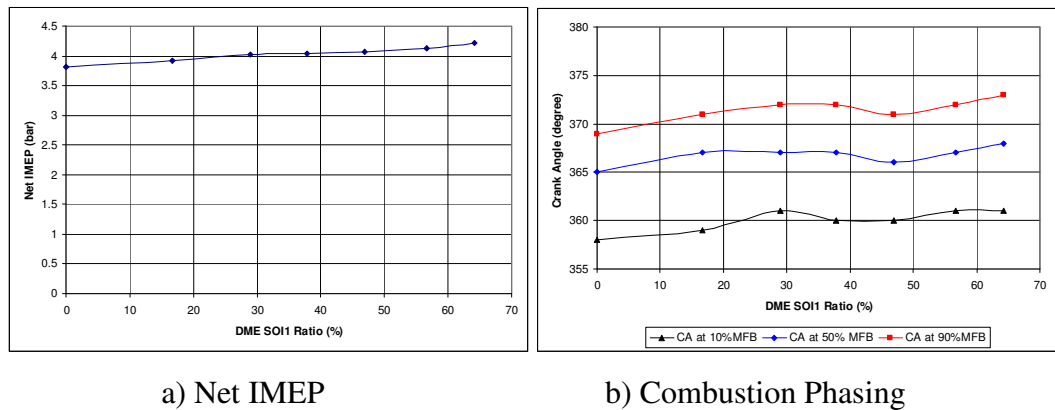 4.5
4
3.5
3
2.5
2
1.5
1
0.5
0
Net IMEP (bar)
0 10 20 30 40 50 60 70
DME SOI1 Ratio (%)
380
375
370
365
360
355
Crank Angle (degree)
0 10 20 30 40 50 60 70
DME SOI1 Ratio (%)
CA at 10%MFB CA at 50% MFB CA at 90%MFB
a) Net IMEP
b) Combustion Phasing